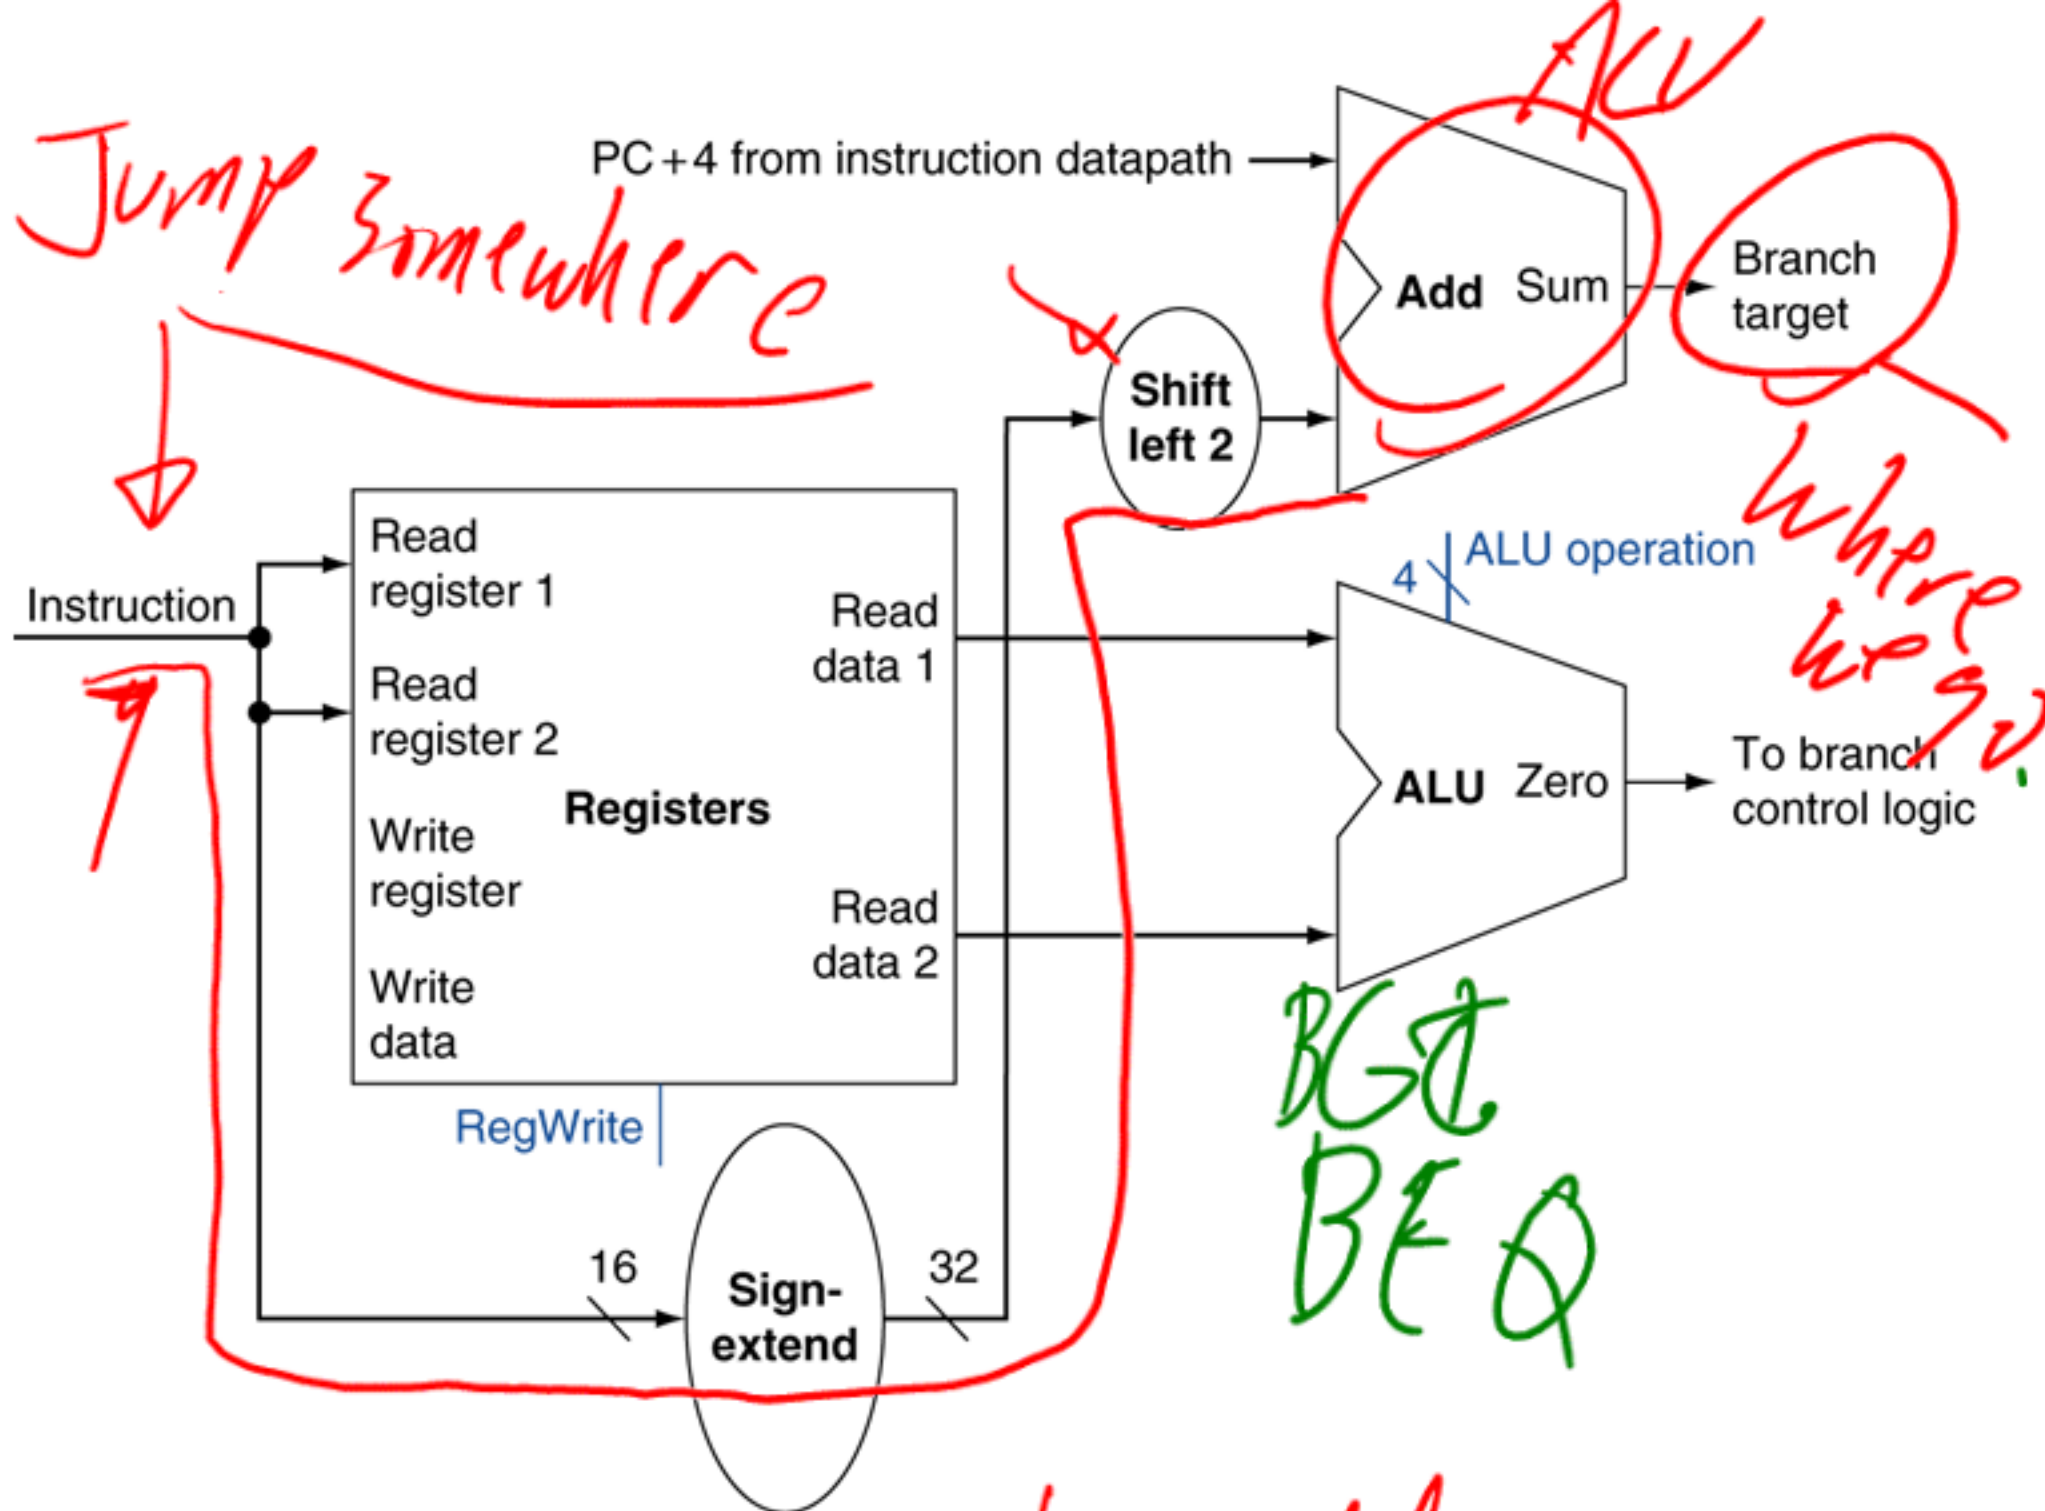 ALU
Jump somewhere
PC+4 from instruction datapath
Add Sum
Branch
target
Shift
left 2
where
we go?
ALU operation
4
Instruction
Read
register 1
Read
data 1
Read
register 2
Registers
ALU Zero
To branch
control logic
Write
register
Read
data 2
Write
data
RegWrite
BGT.
BEQ
16
32
Sign-
extend